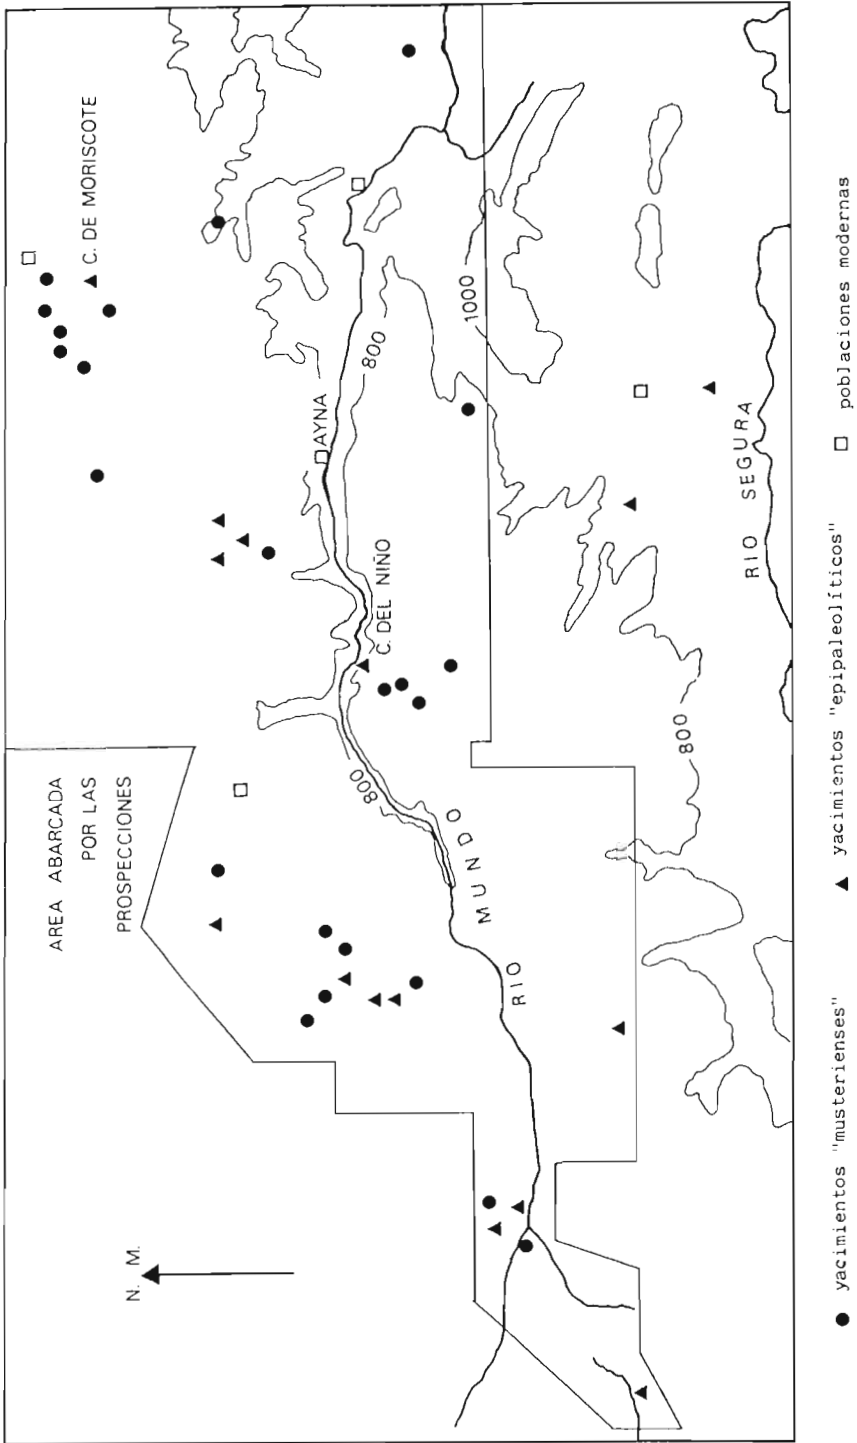 N. M.
AREA ABARCADA
POR LAS
PROSPECCIONES
C. DE MORISCOTE
AYNA
800
1000
C. DEL NIÑO
800
RIO MUNDO
800
RIO SEGURA
● yacimientos "musterienses" ▲ yacimientos "epipaleolíticos" □ poblaciones modernas